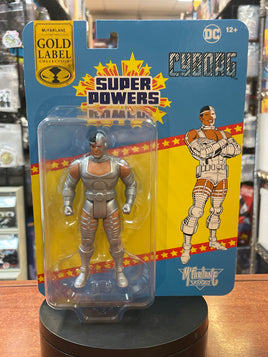 McFARLANE
GOLD
LABEL
COLLECTION
DC
12+
CYBORG
SUPER
POWERS
McFarlane